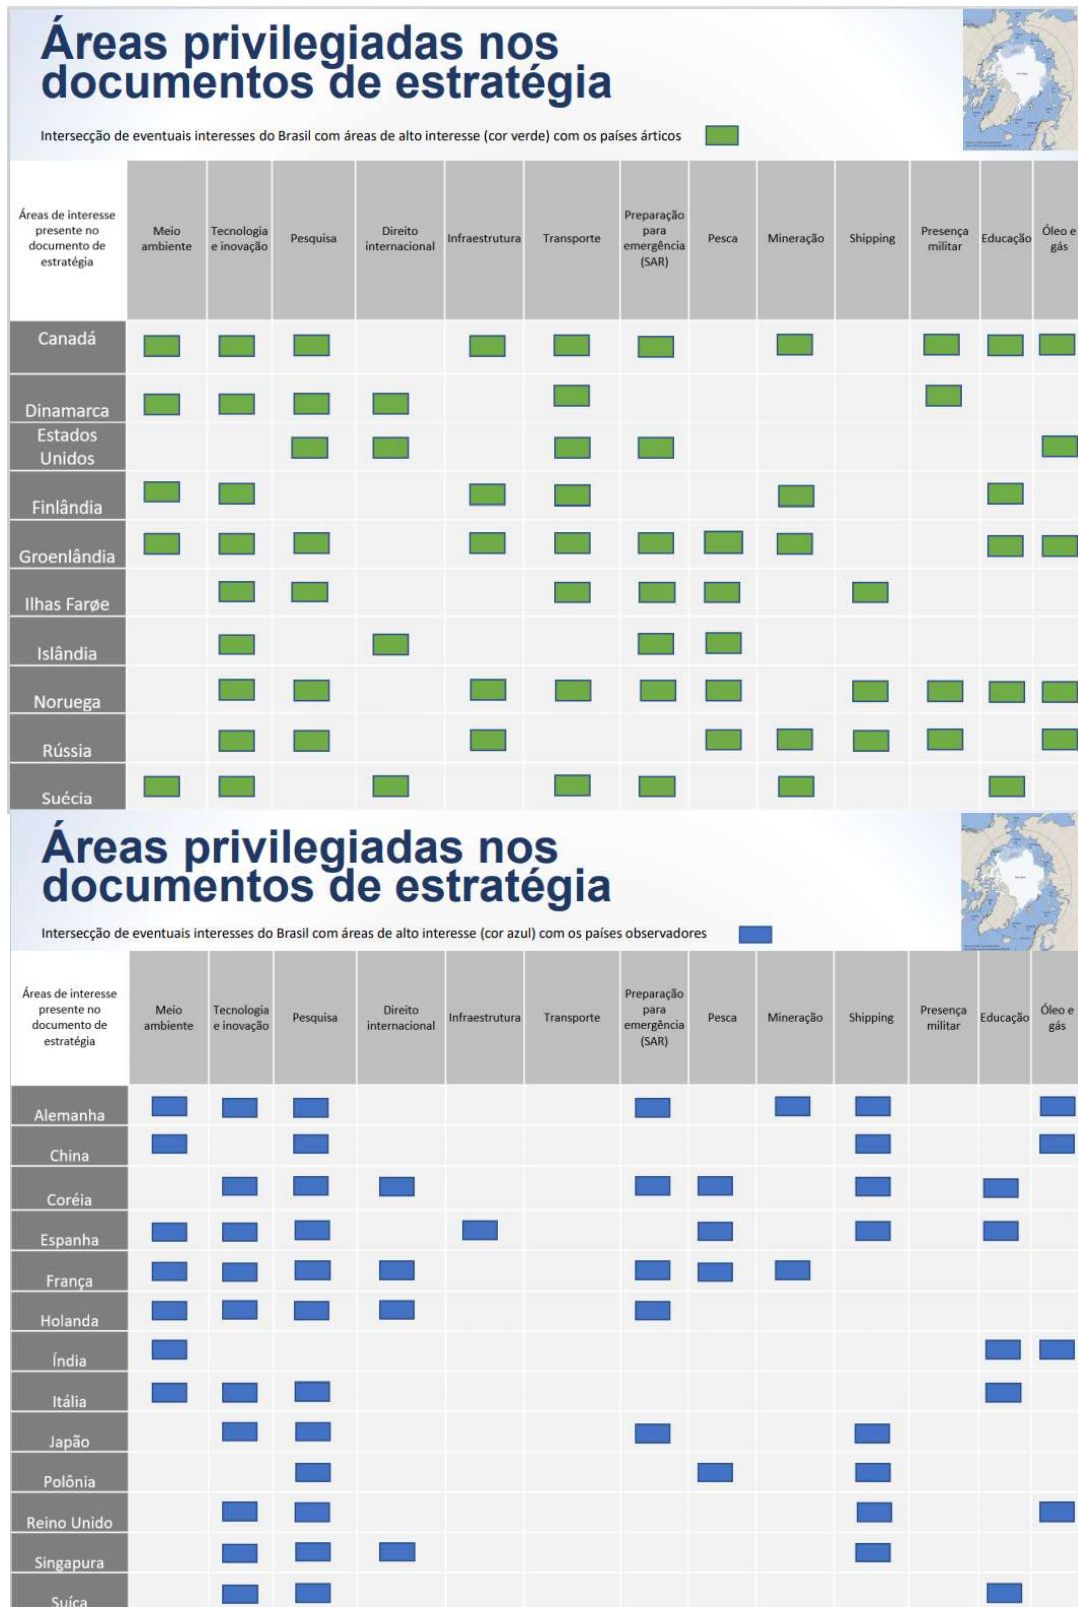 Áreas privilegiadas nos
documentos de estratégia
Intersecção de eventuais interesses do Brasil com áreas de alto interesse (cor verde) com os países árticos
Áreas de interesse
presente no
documento de
estratégia
Meio
ambiente
Tecnologia
e inovação
Pesquisa
Direito
internacional
Infraestrutura
Transporte
Preparação
para
emergência
(SAR)
Pesca
Mineração
Shipping
Presença
militar
Educação
Óleo e
gás
Canadá
Dinamarca
Estados
Unidos
Finlândia
Groenlândia
Ilhas Farøe
Islândia
Noruega
Rússia
Suécia
Áreas privilegiadas nos
documentos de estratégia
Intersecção de eventuais interesses do Brasil com áreas de alto interesse (cor azul) com os países observadores
Áreas de interesse
presente no
documento de
estratégia
Meio
ambiente
Tecnologia
e inovação
Pesquisa
Direito
internacional
Infraestrutura
Transporte
Preparação
para
emergência
(SAR)
Pesca
Mineração
Shipping
Presença
militar
Educação
Óleo e
gás
Alemanha
China
Coréia
Espanha
França
Holanda
Índia
Itália
Japão
Polônia
Reino Unido
Singapura
Suíça